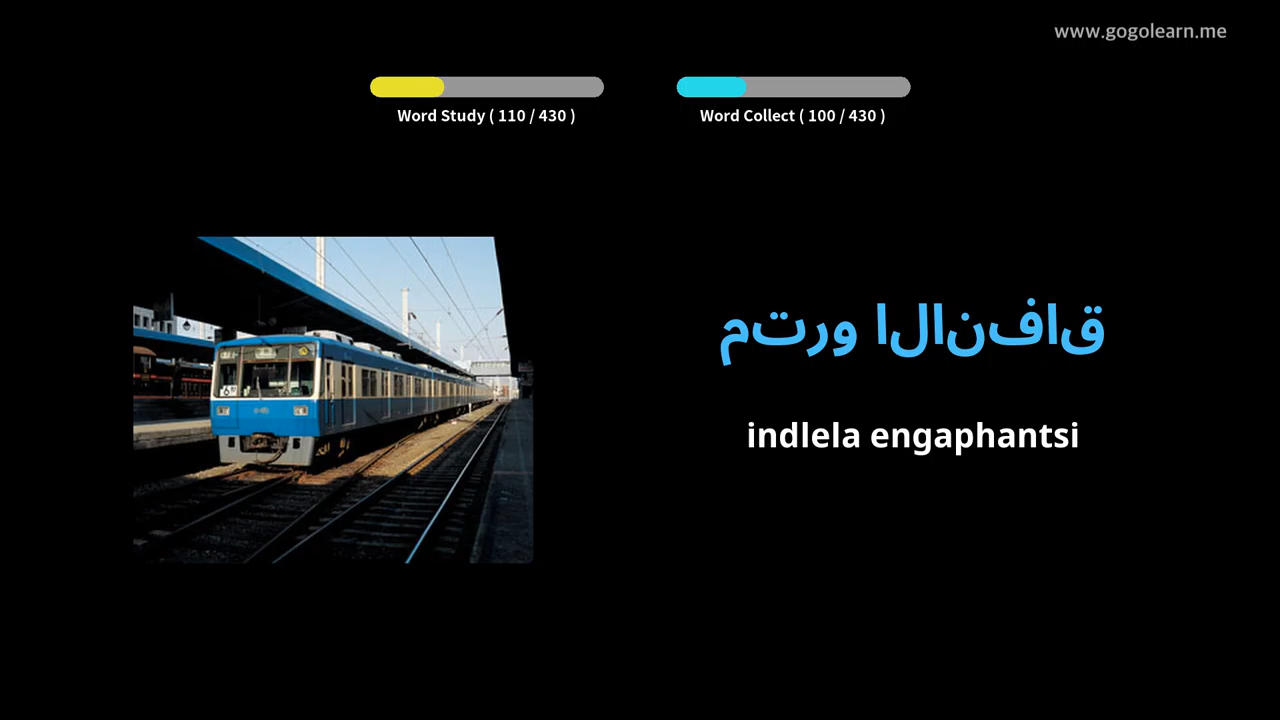 www.gogolearn.me
Word Study ( 110 / 430 )
Word Collect ( 100 / 430 )
مترو الانفاق
indlela engaphantsi